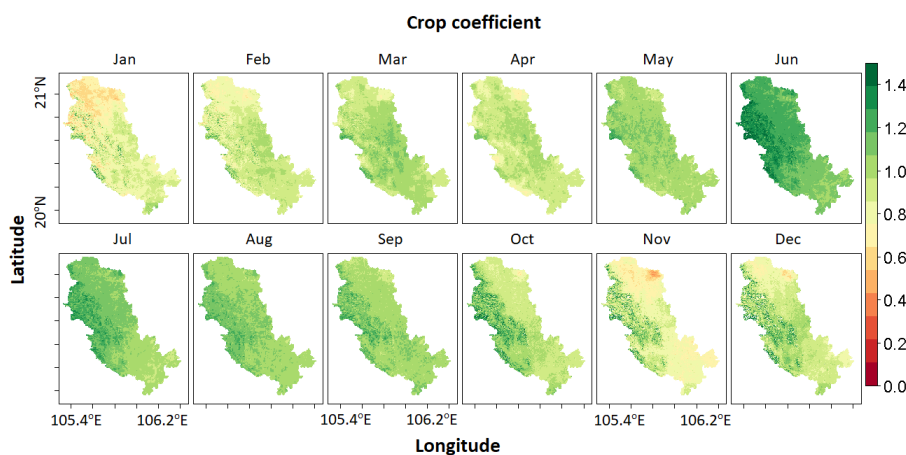 Crop coefficient
Jan Feb Mar Apr May Jun
21°N
20°N
1.4
1.2
1.0
0.8
0.6
0.4
0.2
0.0
Latitude
Jul Aug Sep Oct Nov Dec
105.4°E 106.2°E 105.4°E 106.2°E 105.4°E 106.2°E
Longitude